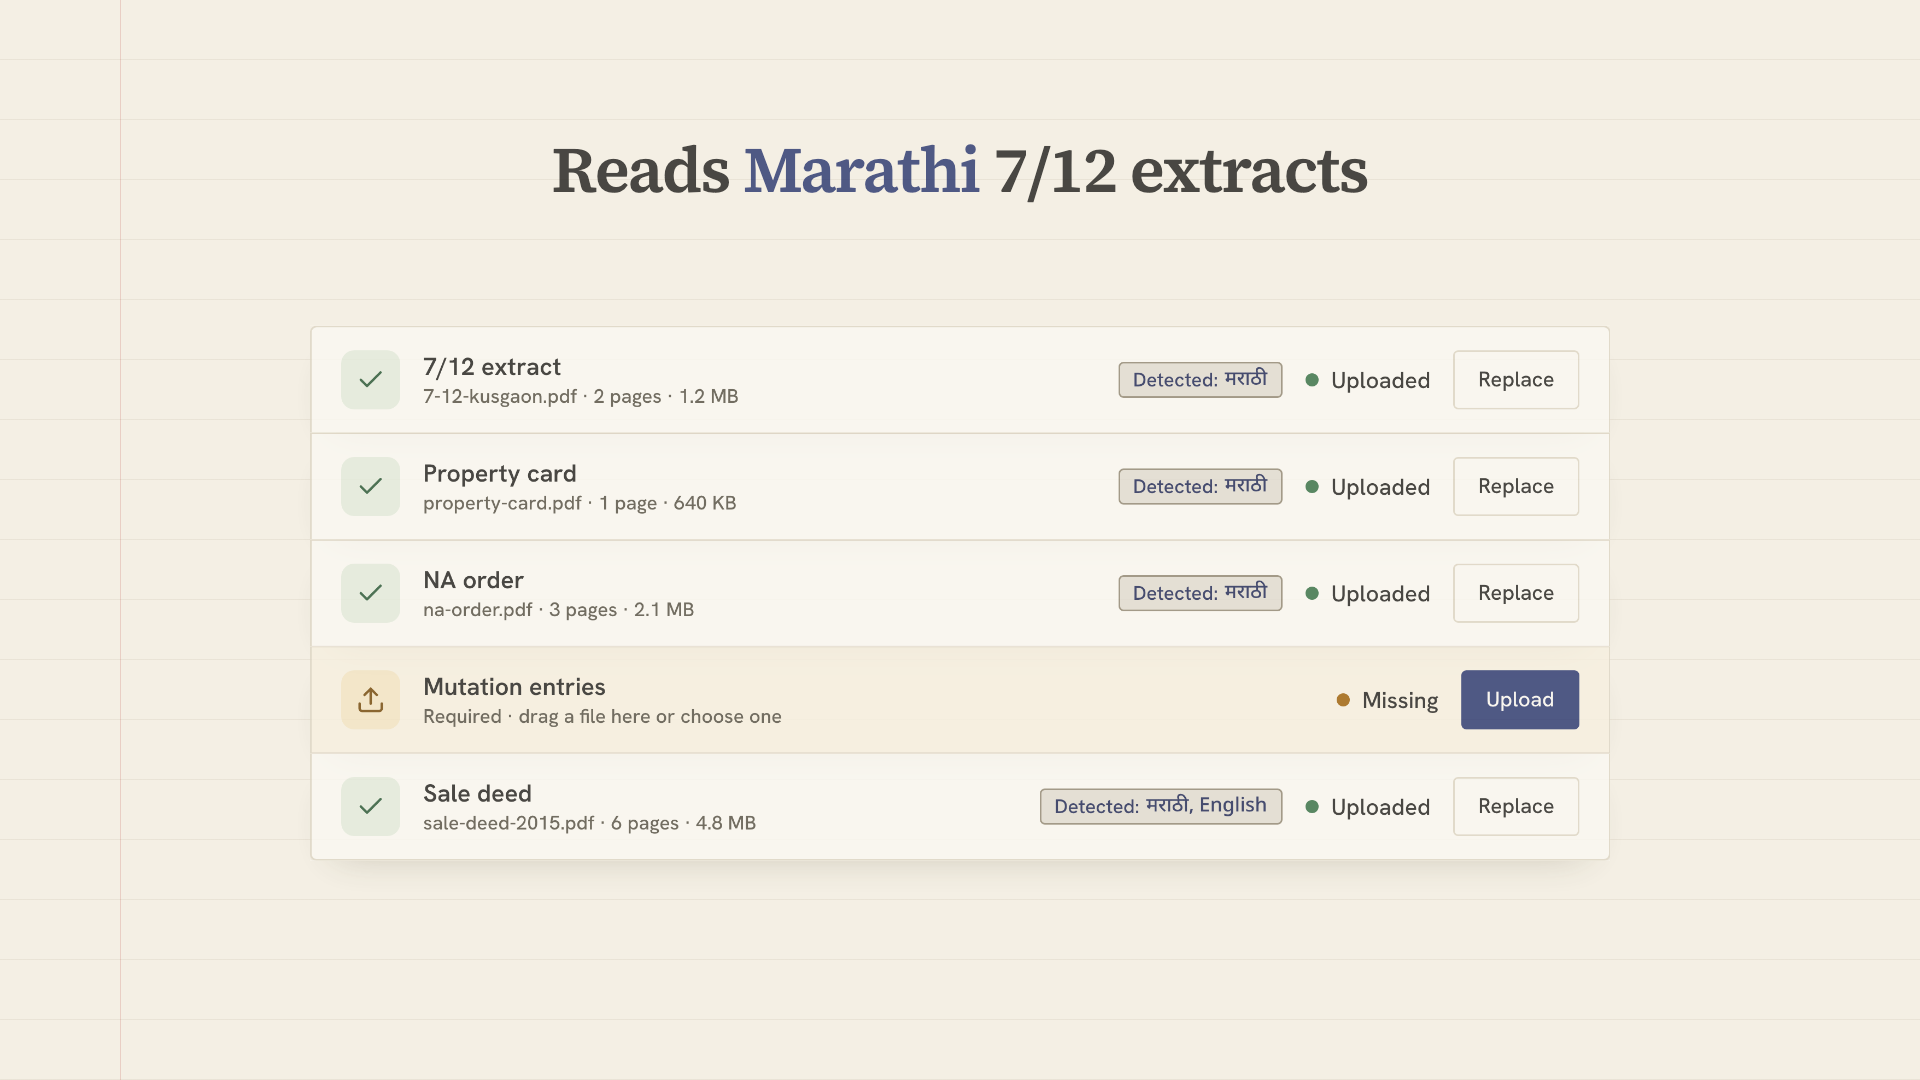 Reads Marathi 7/12 extracts
7/12 extract
7-12-kusgaon.pdf · 2 pages · 1.2 MB
Detected: मराठी
Uploaded
Replace
Property card
property-card.pdf · 1 page · 640 KB
Detected: मराठी
Uploaded
Replace
NA order
na-order.pdf · 3 pages · 2.1 MB
Detected: मराठी
Uploaded
Replace
Mutation entries
Required · drag a file here or choose one
Missing
Upload
Sale deed
sale-deed-2015.pdf · 6 pages · 4.8 MB
Detected: मराठी, English
Uploaded
Replace